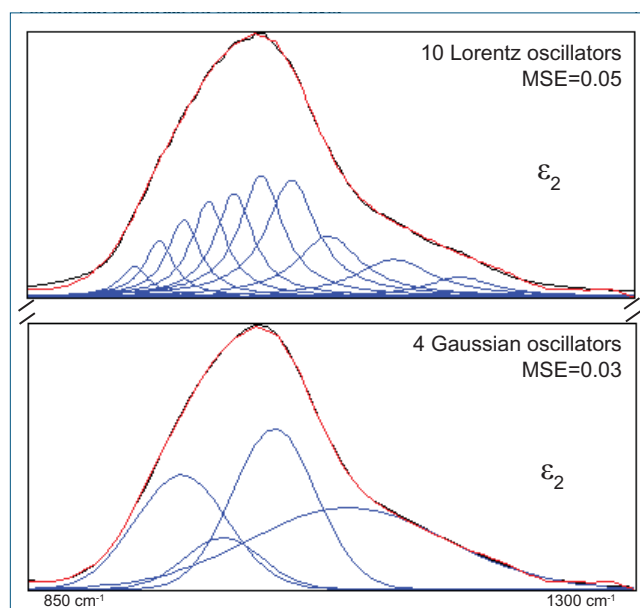 10 Lorentz oscillators
MSE=0.05
ε₂
4 Gaussian oscillators
MSE=0.03
ε₂
850 cm⁻¹ 1300 cm⁻¹